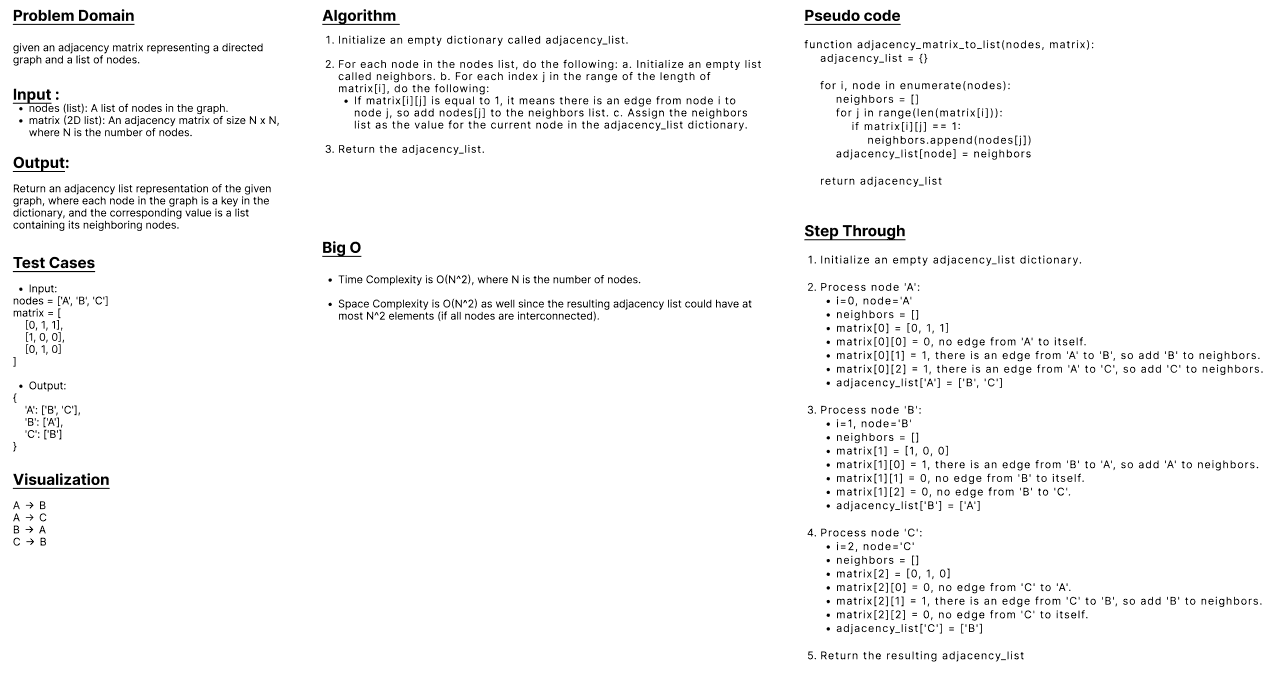 Problem Domain
given an adjacency matrix representing a directed
graph and a list of nodes.
Input :
• nodes (list): A list of nodes in the graph.
• matrix (2D list): An adjacency matrix of size N x N,
where N is the number of nodes.
Output:
Return an adjacency list representation of the given
graph, where each node in the graph is a key in the
dictionary, and the corresponding value is a list
containing its neighboring nodes.
Test Cases
• Input:
nodes = ['A', 'B', 'C']
matrix = [
[0, 1, 1],
[1, 0, 0],
[0, 1, 0]
]
• Output:
{
'A': ['B', 'C'],
'B': ['A'],
'C': ['B']
}
Visualization
A → B
A → C
B → A
C → B
Algorithm
1. Initialize an empty dictionary called adjacency_list.
2. For each node in the nodes list, do the following: a. Initialize an empty list
called neighbors. b. For each index j in the range of the length of
matrix[i], do the following:
• If matrix[i][j] is equal to 1, it means there is an edge from node i to
node j, so add nodes[j] to the neighbors list. c. Assign the neighbors
list as the value for the current node in the adjacency_list dictionary.
3. Return the adjacency_list.
Big O
• Time Complexity is O(N^2), where N is the number of nodes.
• Space Complexity is O(N^2) as well since the resulting adjacency list could have at
most N^2 elements (if all nodes are interconnected).
Pseudo code
function adjacency_matrix_to_list(nodes, matrix):
adjacency_list = {}
for i, node in enumerate(nodes):
neighbors = []
for j in range(len(matrix[i])):
if matrix[i][j] == 1:
neighbors.append(nodes[j])
adjacency_list[node] = neighbors
return adjacency_list
Step Through
1. Initialize an empty adjacency_list dictionary.
2. Process node 'A':
• i=0, node='A'
• neighbors = []
• matrix[0] = [0, 1, 1]
• matrix[0][0] = 0, no edge from 'A' to itself.
• matrix[0][1] = 1, there is an edge from 'A' to 'B', so add 'B' to neighbors.
• matrix[0][2] = 1, there is an edge from 'A' to 'C', so add 'C' to neighbors.
• adjacency_list['A'] = ['B', 'C']
3. Process node 'B':
• i=1, node='B'
• neighbors = []
• matrix[1] = [1, 0, 0]
• matrix[1][0] = 1, there is an edge from 'B' to 'A', so add 'A' to neighbors.
• matrix[1][1] = 0, no edge from 'B' to itself.
• matrix[1][2] = 0, no edge from 'B' to 'C'.
• adjacency_list['B'] = ['A']
4. Process node 'C':
• i=2, node='C'
• neighbors = []
• matrix[2] = [0, 1, 0]
• matrix[2][0] = 0, no edge from 'C' to 'A'.
• matrix[2][1] = 1, there is an edge from 'C' to 'B', so add 'B' to neighbors.
• matrix[2][2] = 0, no edge from 'C' to itself.
• adjacency_list['C'] = ['B']
5. Return the resulting adjacency_list